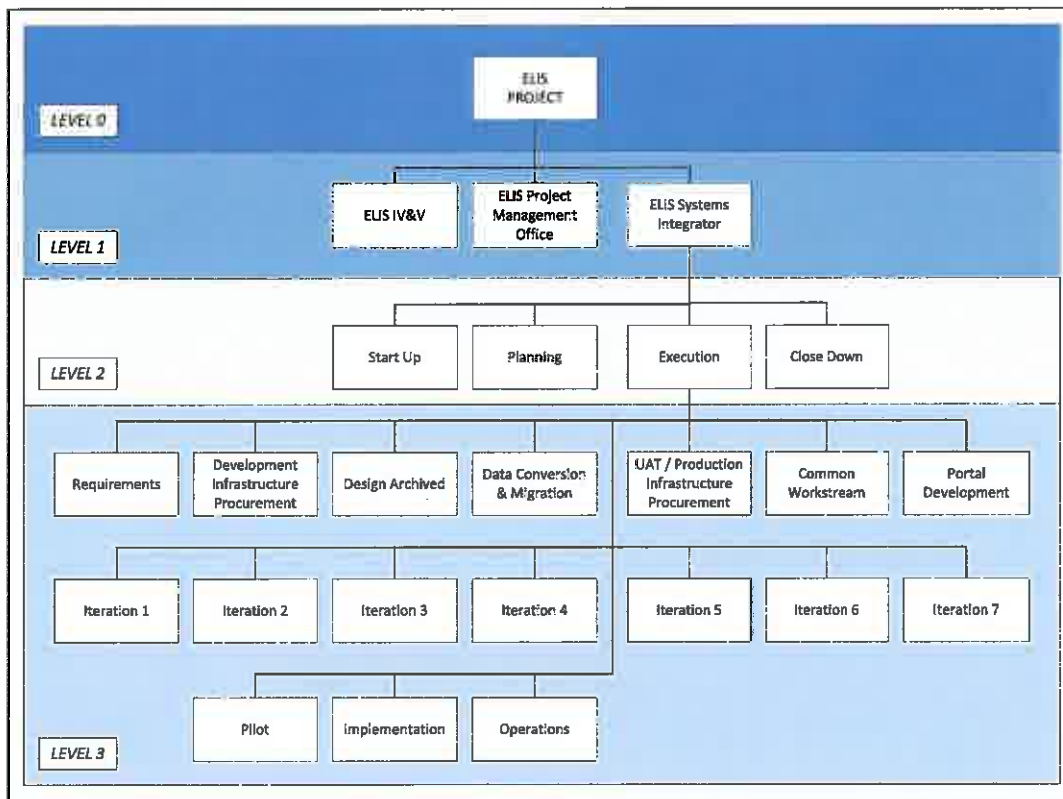 ELIS
PROJECT
LEVEL 0
ELIS IV&V
ELIS Project
Management
Office
ELIS Systems
Integrator
LEVEL 1
Start Up
Planning
Execution
Close Down
LEVEL 2
Requirements
Development
Infrastructure
Procurement
Design Archived
Data Conversion
& Migration
UAT / Production
Infrastructure
Procurement
Common
Workstream
Portal
Development
Iteration 1
Iteration 2
Iteration 3
Iteration 4
Iteration 5
Iteration 6
Iteration 7
Pilot
Implementation
Operations
LEVEL 3